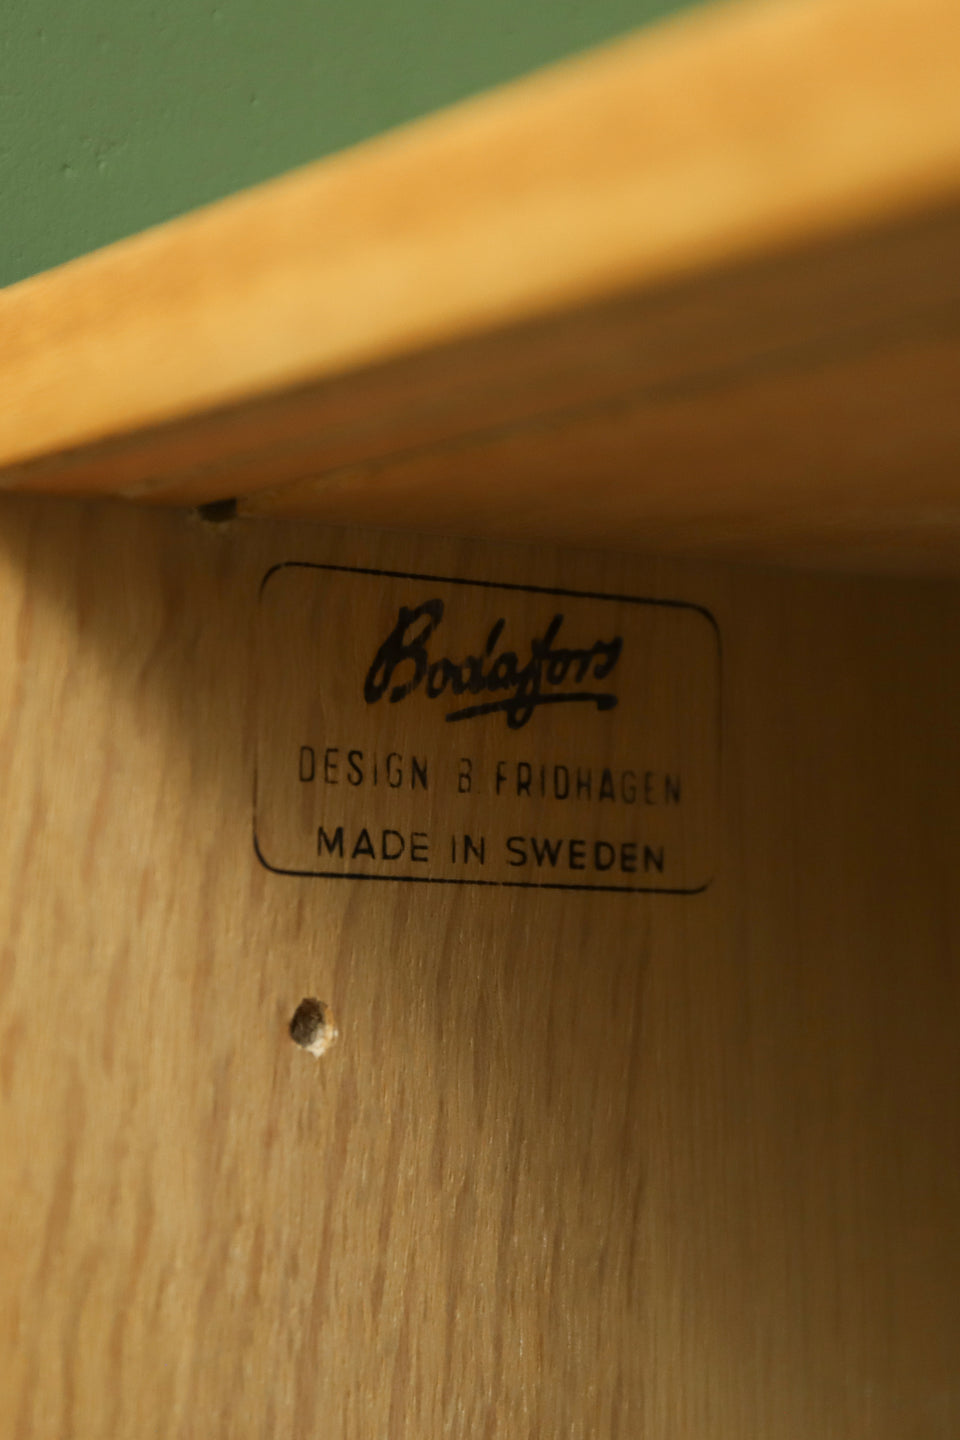 Bodafors
DESIGN B. FRIDHAGEN
MADE IN SWEDEN